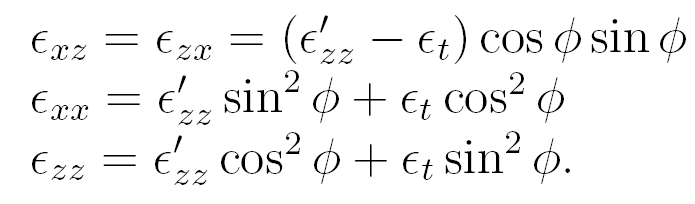 ϵ_{xz} = ϵ_{zx} = (ϵ′_{zz} − ϵ_t) cos ϕ sin ϕ
ϵ_{xx} = ϵ′_{zz} sin² ϕ + ϵ_t cos² ϕ
ϵ_{zz} = ϵ′_{zz} cos² ϕ + ϵ_t sin² ϕ.